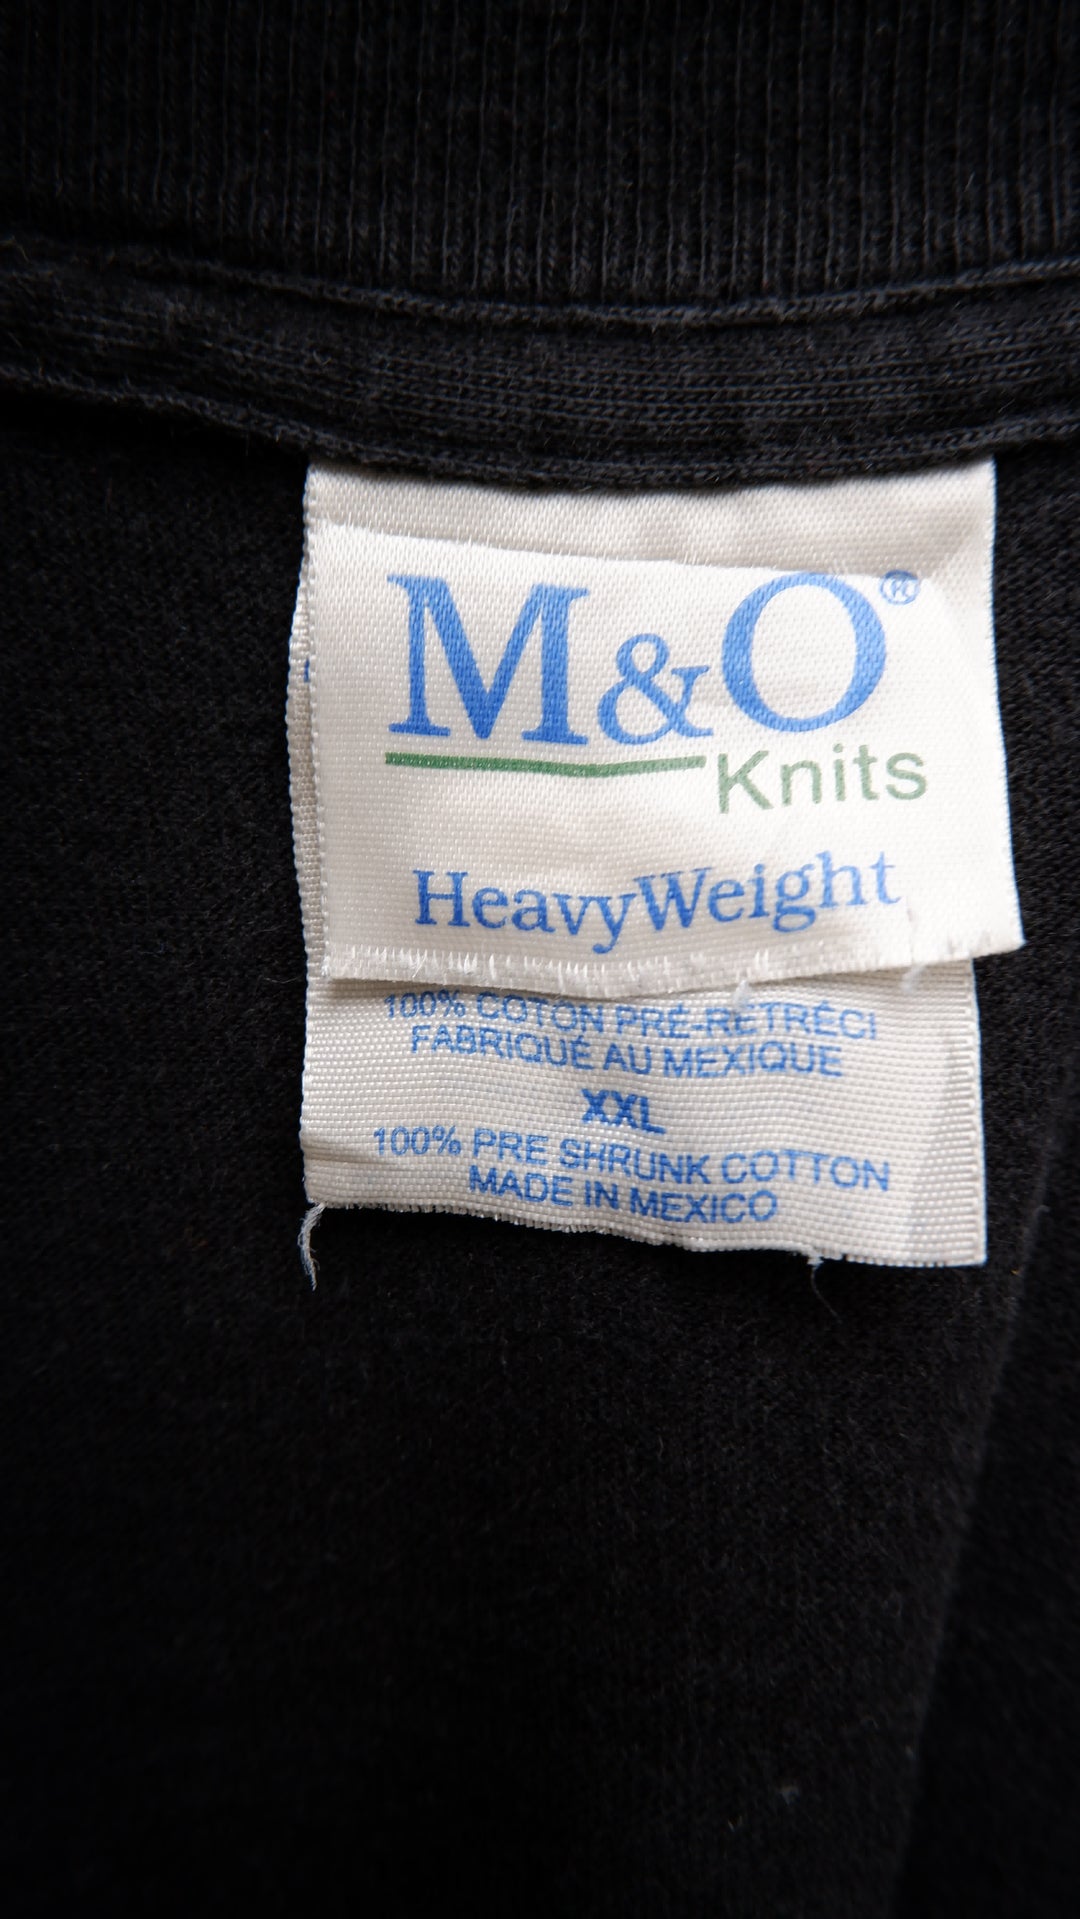 M&O®
Knits
HeavyWeight
100% COTON PRÉ-RÉTRÉCI
FABRIQUÉ AU MEXIQUE
XXL
100% PRE SHRUNK COTTON
MADE IN MEXICO